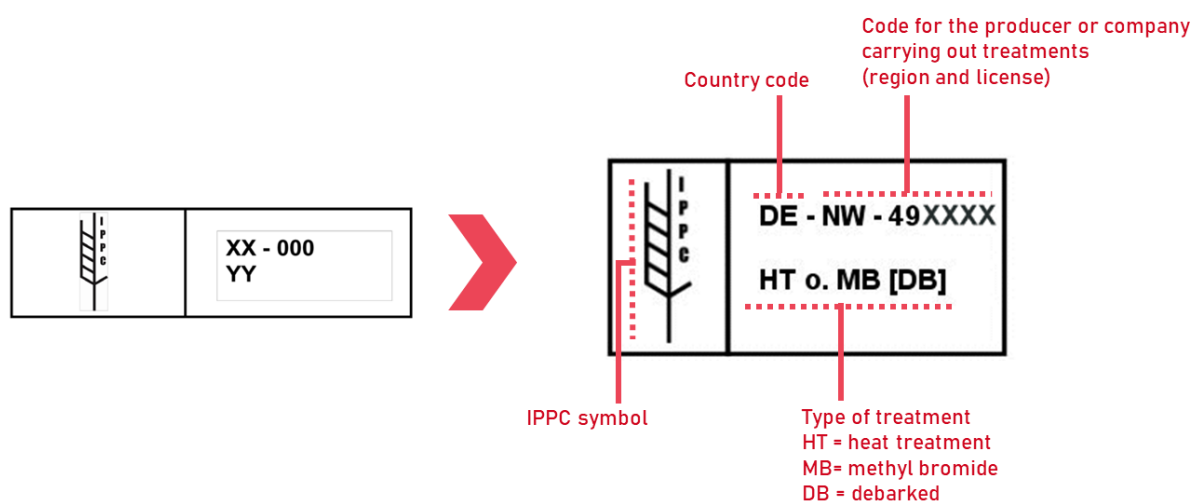 Code for the producer or company
carrying out treatments
(region and license)
Country code
IPPC
XX - 000
YY
IPPC
DE - NW - 49XXXX
HT o. MB [DB]
IPPC symbol
Type of treatment
HT = heat treatment
MB= methyl bromide
DB = debarked